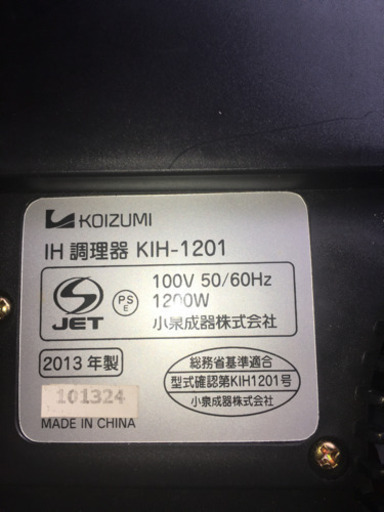 KOIZUMI
IH 調理器 KIH-1201
S JET
PS E
100V 50/60Hz
1200W
小泉成器株式会社
2013 年製
101324
MADE IN CHINA
総務省基準適合
型式確認第KIH1201号
小泉成器株式会社